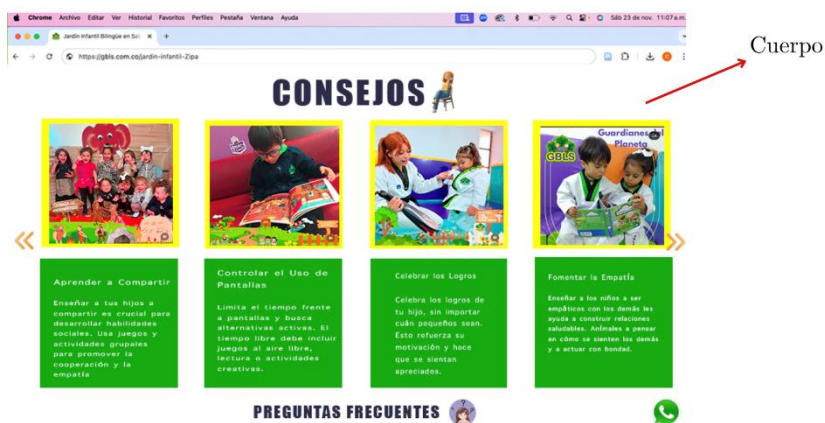 Chrome Archivo Editar Ver Historial Favoritos Perfiles Pestaña Ventana Ayuda
Sáb 23 de nov. 11:07 a.m.
Jardín Infantil Bilingüe en
https://gbls.com.co/jardin-infantil-Zipa
Cuerpo
CONSEJOS
Guardianes del
Planeta
GBLS
Aprender a Compartir
Enseñar a tus hijos a
compartir es crucial para
desarrollar habilidades
sociales. Usa juegos y
actividades grupales
para promover la
cooperación y la
empatía
Controlar el Uso de
Pantallas
Limita el tiempo frente
a pantallas y busca
alternativas activas. El
tiempo libre debe incluir
juegos al aire libre,
lectura o actividades
creativas.
Celebrar los Logros
Celebra los logros de
tu hijo, sin importar
cuán pequeños sean.
Esto refuerza su
motivación y hace
que se sientan
apreciados.
Fomentar la Empatía
Enseñar a los niños a ser
empáticos con los demás les
ayuda a construir relaciones
saludables. Anímales a pensar
en cómo se sienten los demás
y a actuar con bondad.
PREGUNTAS FRECUENTES